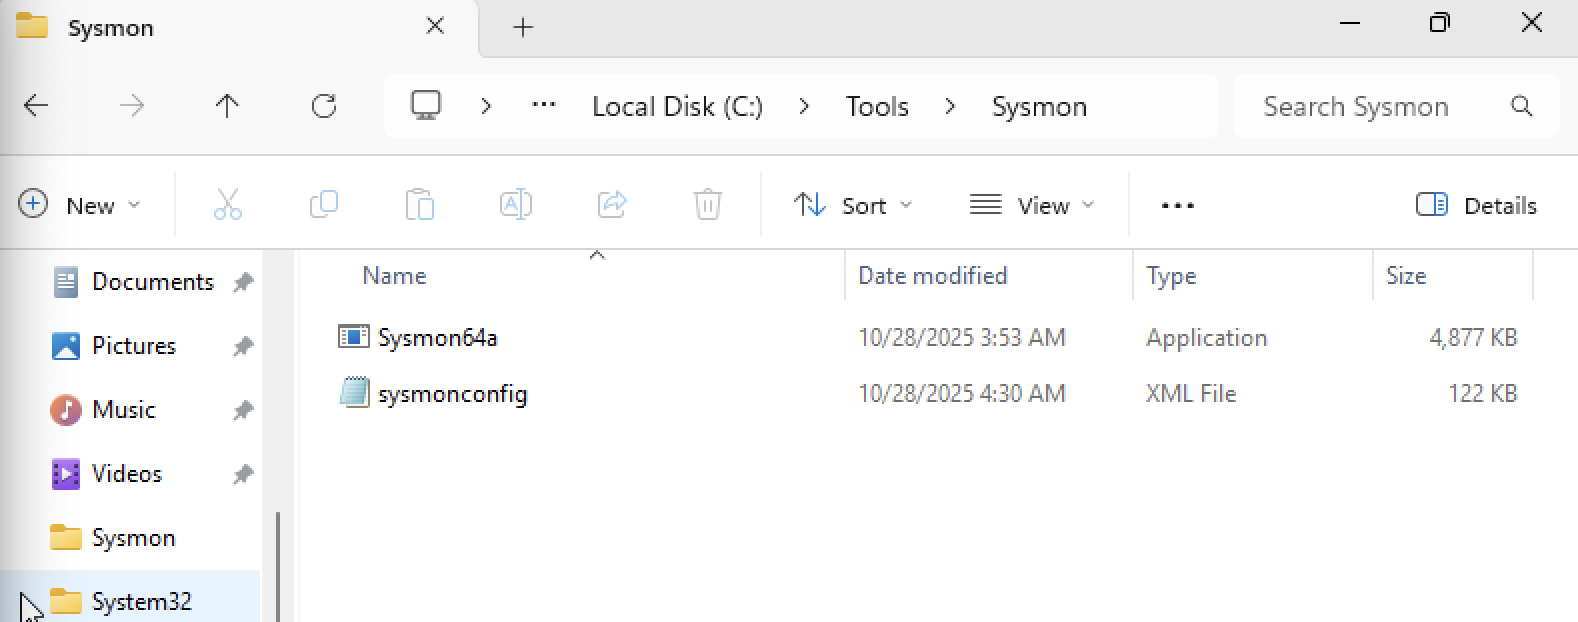 Sysmon
Local Disk (C:) Tools Sysmon Search Sysmon
New Sort View Details
Name Date modified Type Size
Documents
Sysmon64a 10/28/2025 3:53 AM Application 4,877 KB
Pictures
sysmonconfig 10/28/2025 4:30 AM XML File 122 KB
Music
Videos
Sysmon
System32